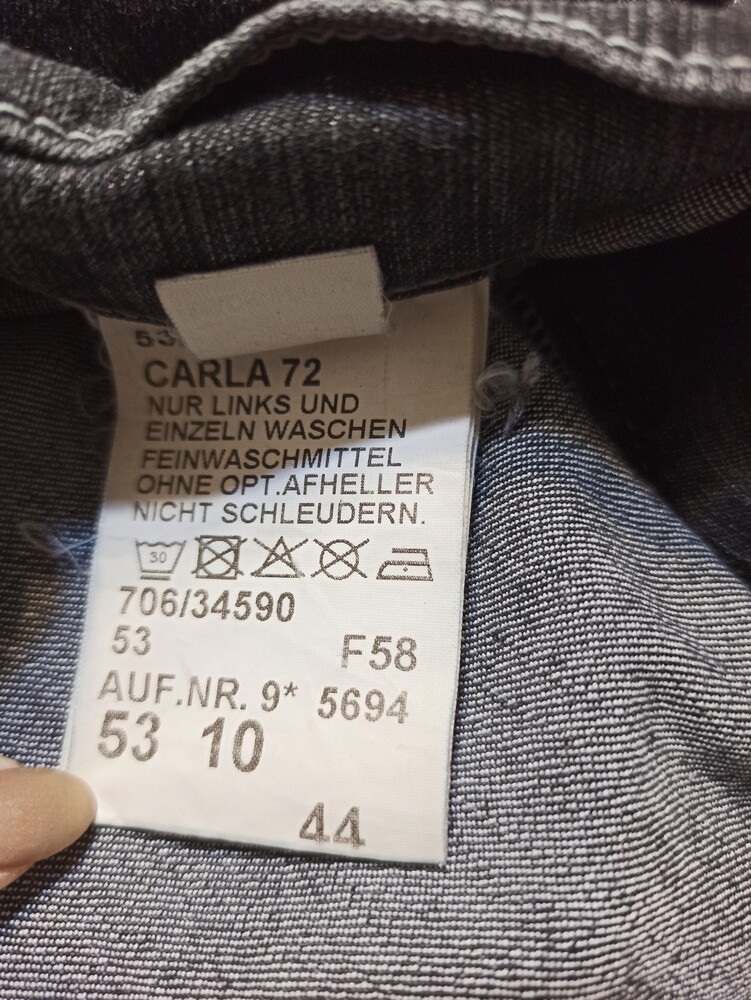 53
CARLA 72
NUR LINKS UND
EINZELN WASCHEN
FEINWASCHMITTEL
OHNE OPT.AFHELLER
NICHT SCHLEUDERN.
30
706/34590
53
F58
AUF.NR. 9* 5694
53 10
44